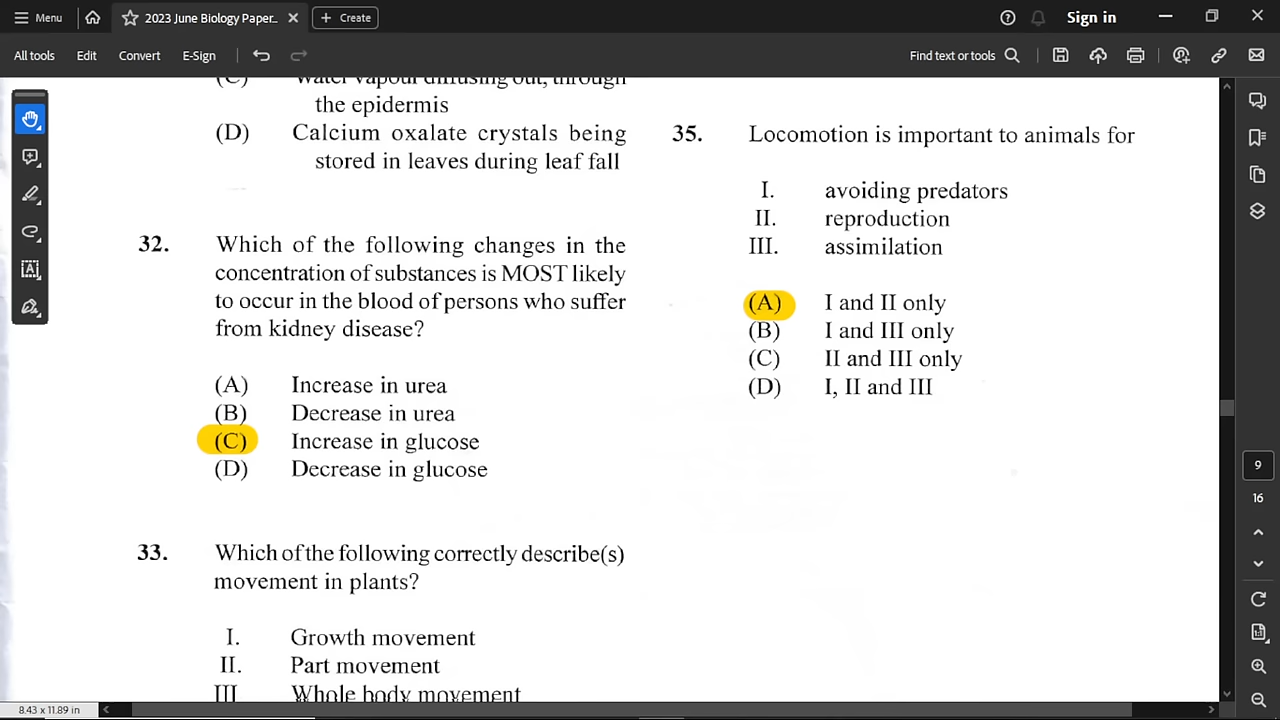 Menu
2023 June Biology Paper...
Create
Sign in
All tools
Edit
Convert
E-Sign
Find text or tools
(C) Water vapour diffusing out, through
the epidermis
(D) Calcium oxalate crystals being
stored in leaves during leaf fall
32. Which of the following changes in the
concentration of substances is MOST likely
to occur in the blood of persons who suffer
from kidney disease?
(A) Increase in urea
(B) Decrease in urea
(C) Increase in glucose
(D) Decrease in glucose
33. Which of the following correctly describe(s)
movement in plants?
I. Growth movement
II. Part movement
III. Whole body movement
35. Locomotion is important to animals for
I. avoiding predators
II. reproduction
III. assimilation
(A) I and II only
(B) I and III only
(C) II and III only
(D) I, II and III
9
16
8.43 x 11.89 in